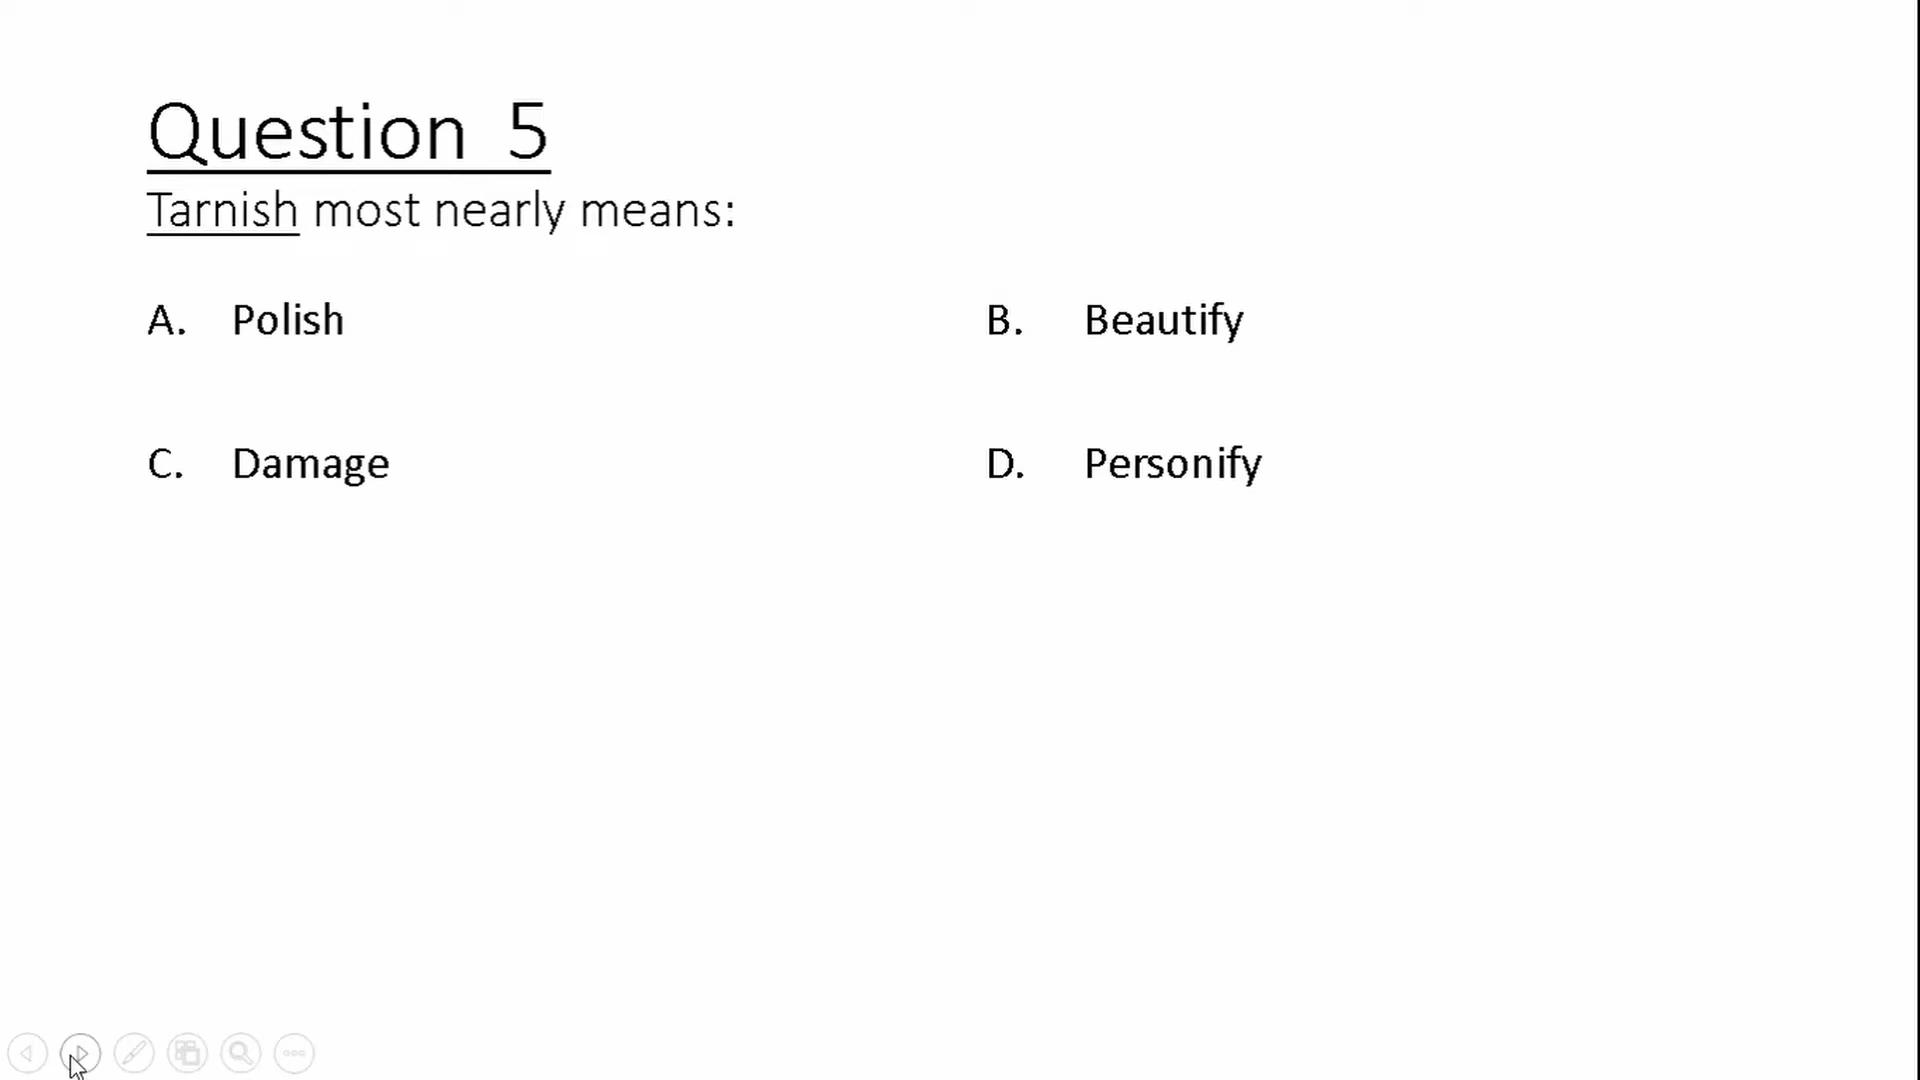 Question 5
Tarnish most nearly means:
A. Polish
B. Beautify
C. Damage
D. Personify